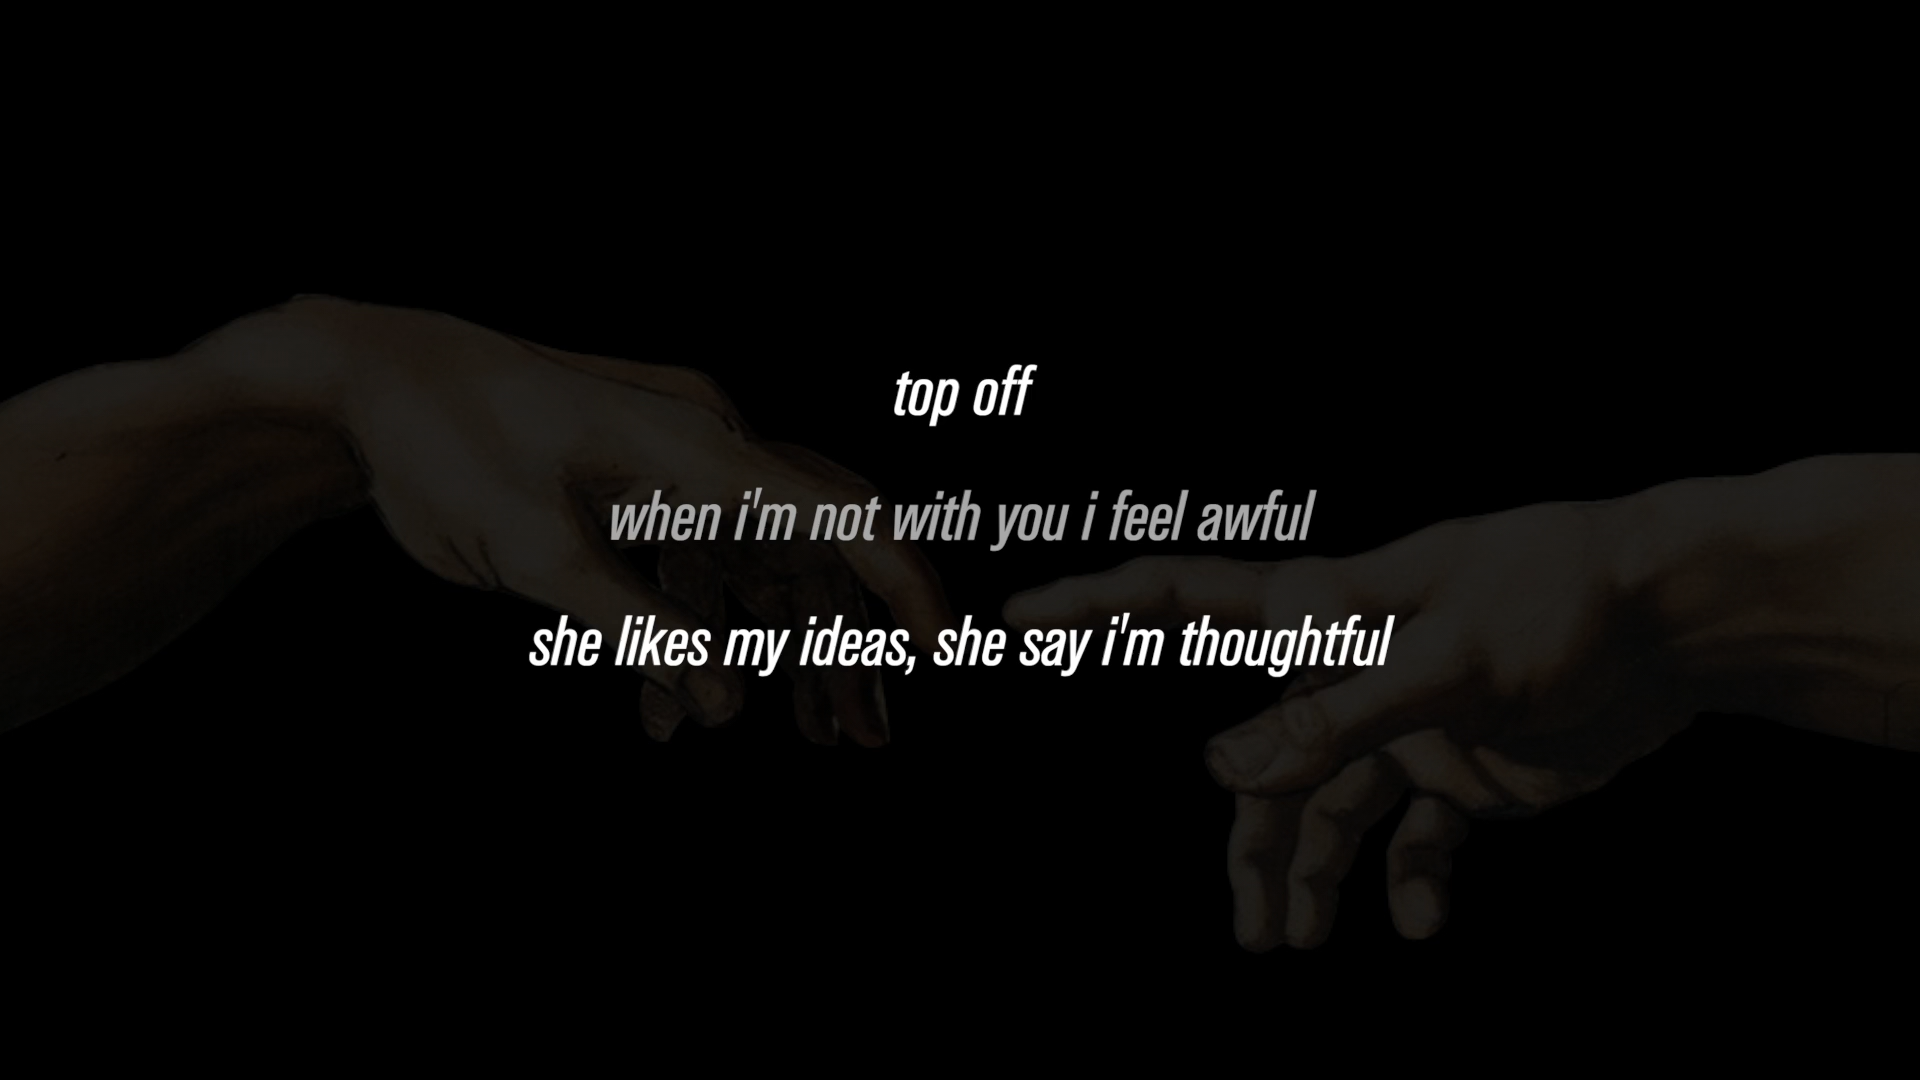 top off
when i'm not with you i feel awful
she likes my ideas, she say i'm thoughtful